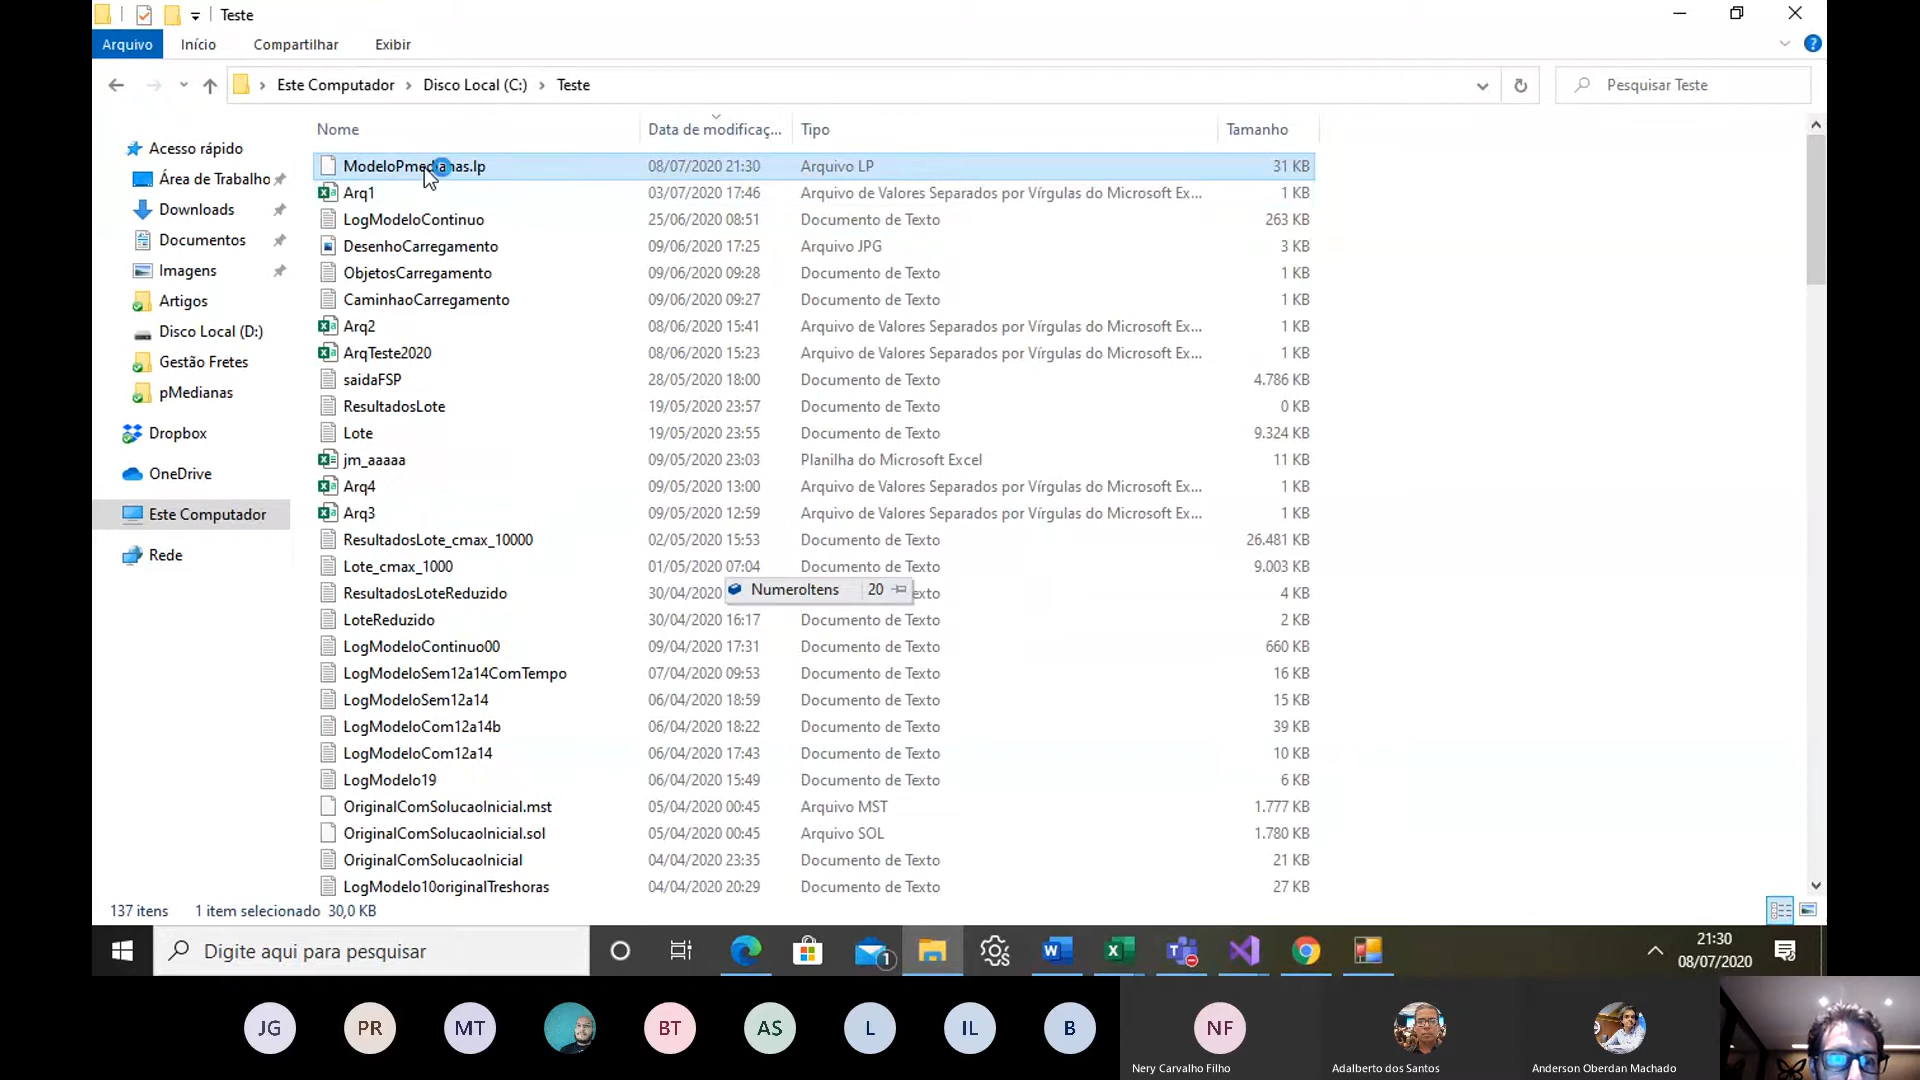 Teste
Arquivo Início Compartilhar Exibir
Este Computador Disco Local (C:) Teste
Pesquisar Teste
Nome Data de modificaç... Tipo Tamanho
Acesso rápido
Área de Trabalho
Downloads
Documentos
Imagens
Artigos
Disco Local (D:)
Gestão Fretes
pMedianas
Dropbox
OneDrive
Este Computador
Rede
ModeloPmedianas.lp 08/07/2020 21:30 Arquivo LP 31 KB
Arq1 03/07/2020 17:46 Arquivo de Valores Separados por Vírgulas do Microsoft Ex... 1 KB
LogModeloContinuo 25/06/2020 08:51 Documento de Texto 263 KB
DesenhoCarregamento 09/06/2020 17:25 Arquivo JPG 3 KB
ObjetosCarregamento 09/06/2020 09:28 Documento de Texto 1 KB
CaminhaoCarregamento 09/06/2020 09:27 Documento de Texto 1 KB
Arq2 08/06/2020 15:41 Arquivo de Valores Separados por Vírgulas do Microsoft Ex... 1 KB
ArqTeste2020 08/06/2020 15:23 Arquivo de Valores Separados por Vírgulas do Microsoft Ex... 1 KB
saidaFSP 28/05/2020 18:00 Documento de Texto 4.786 KB
ResultadosLote 19/05/2020 23:57 Documento de Texto 0 KB
Lote 19/05/2020 23:55 Documento de Texto 9.324 KB
jm_aaaaa 09/05/2020 23:03 Planilha do Microsoft Excel 11 KB
Arq4 09/05/2020 13:00 Arquivo de Valores Separados por Vírgulas do Microsoft Ex... 1 KB
Arq3 09/05/2020 12:59 Arquivo de Valores Separados por Vírgulas do Microsoft Ex... 1 KB
ResultadosLote_cmax_10000 02/05/2020 15:53 Documento de Texto 26.481 KB
Lote_cmax_1000 01/05/2020 07:04 Documento de Texto 9.003 KB
ResultadosLoteReduzido 30/04/2020 exto 4 KB
NumeroItens 20
LoteReduzido 30/04/2020 16:17 Documento de Texto 2 KB
LogModeloContinuo00 09/04/2020 17:31 Documento de Texto 660 KB
LogModeloSem12a14ComTempo 07/04/2020 09:53 Documento de Texto 16 KB
LogModeloSem12a14 06/04/2020 18:59 Documento de Texto 15 KB
LogModeloCom12a14b 06/04/2020 18:22 Documento de Texto 39 KB
LogModeloCom12a14 06/04/2020 17:43 Documento de Texto 10 KB
LogModelo19 06/04/2020 15:49 Documento de Texto 6 KB
OriginalComSolucaoInicial.mst 05/04/2020 00:45 Arquivo MST 1.777 KB
OriginalComSolucaoInicial.sol 05/04/2020 00:45 Arquivo SOL 1.780 KB
OriginalComSolucaoInicial 04/04/2020 23:35 Documento de Texto 21 KB
LogModelo10originalTreshoras 04/04/2020 20:29 Documento de Texto 27 KB
137 itens 1 item selecionado 30,0 KB
Digite aqui para pesquisar
1
21:30
08/07/2020
JG PR MT BT AS L IL B NF
Nery Carvalho Filho Adalberto dos Santos Anderson Oberdan Machado